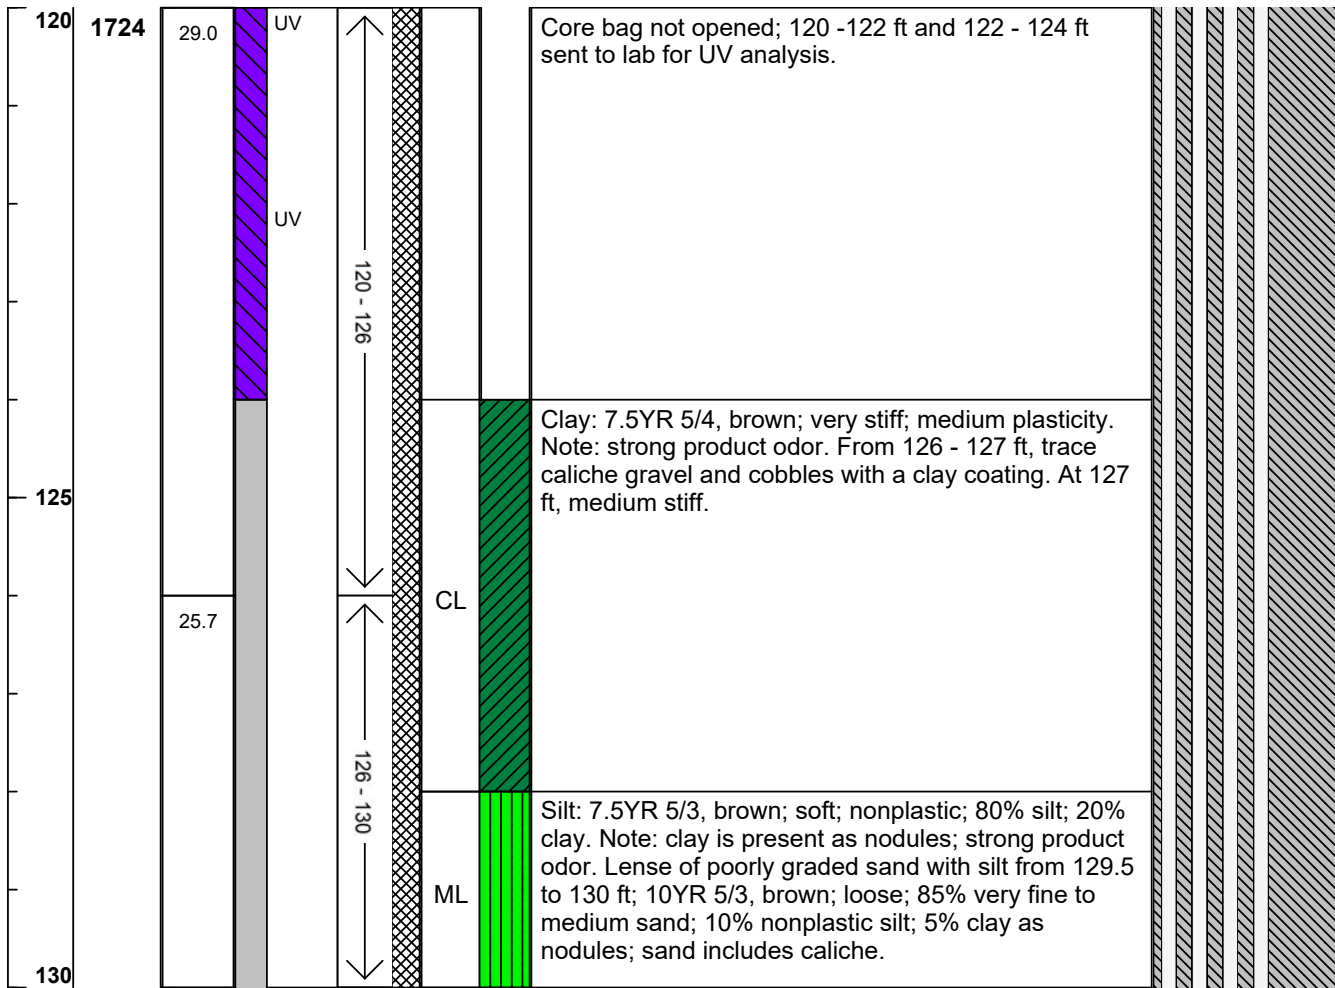 120
1724
29.0
UV
UV
120 - 126
Core bag not opened; 120 -122 ft and 122 - 124 ft
sent to lab for UV analysis.
125
CL
Clay: 7.5YR 5/4, brown; very stiff; medium plasticity.
Note: strong product odor. From 126 - 127 ft, trace
caliche gravel and cobbles with a clay coating. At 127
ft, medium stiff.
25.7
126 - 130
ML
Silt: 7.5YR 5/3, brown; soft; nonplastic; 80% silt; 20%
clay. Note: clay is present as nodules; strong product
odor. Lense of poorly graded sand with silt from 129.5
to 130 ft; 10YR 5/3, brown; loose; 85% very fine to
medium sand; 10% nonplastic silt; 5% clay as
nodules; sand includes caliche.
130